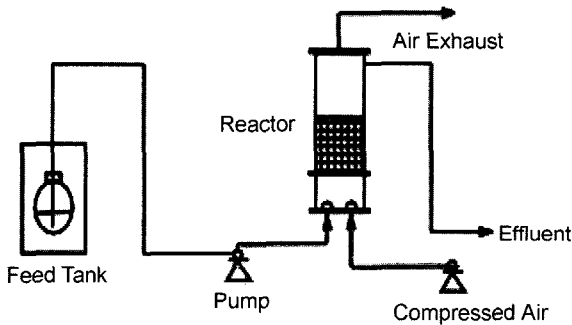 Air Exhaust
Reactor
Effluent
Feed Tank
Pump
Compressed Air